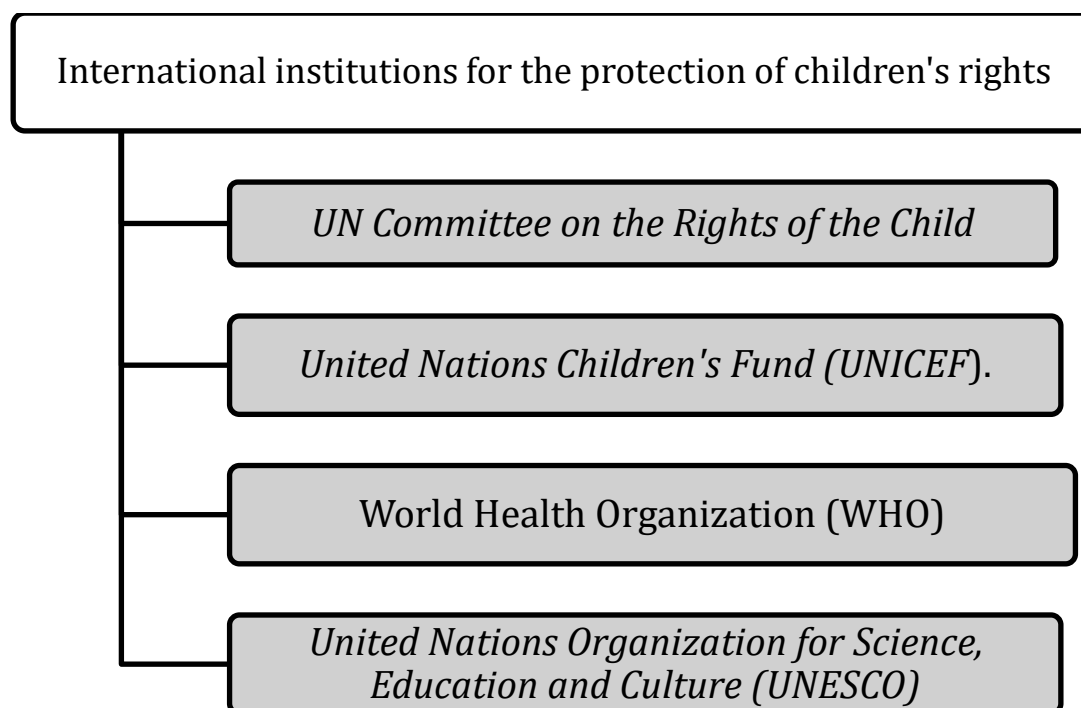 International institutions for the protection of children's rights
UN Committee on the Rights of the Child
United Nations Children's Fund (UNICEF).
World Health Organization (WHO)
United Nations Organization for Science,
Education and Culture (UNESCO)